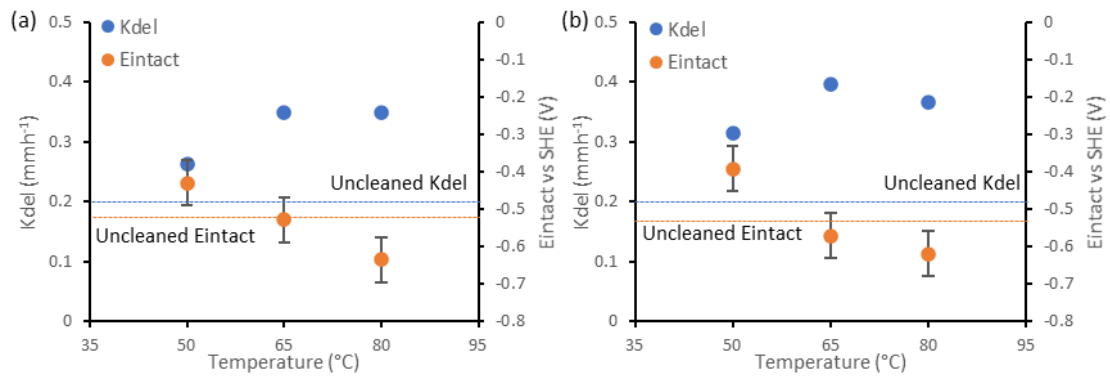 (a)
0.5
0.4
0.3
0.2
0.1
0
Kdel (mmh-1)
Kdel
Eintact
Uncleaned Kdel
Uncleaned Eintact
0
-0.1
-0.2
-0.3
-0.4
-0.5
-0.6
-0.7
-0.8
Eintact vs SHE (V)
35 50 65 80 95
Temperature (°C)
(b)
0.5
0.4
0.3
0.2
0.1
0
Kdel (mmh-1)
Kdel
Eintact
Uncleaned Kdel
Uncleaned Eintact
0
-0.1
-0.2
-0.3
-0.4
-0.5
-0.6
-0.7
-0.8
Eintact vs SHE (V)
35 50 65 80 95
Temperature (°C)